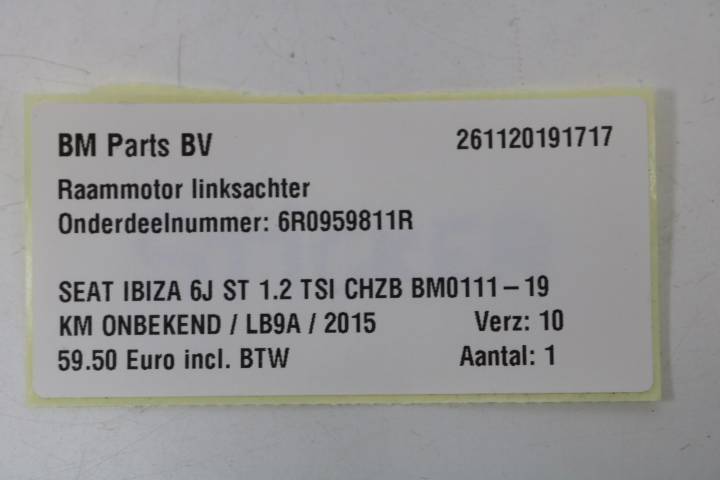 BM Parts BV 261120191717
Raammotor linksachter
Onderdeelnummer: 6R0959811R
SEAT IBIZA 6J ST 1.2 TSI CHZB BM0111-19
KM ONBEKEND / LB9A / 2015 Verz: 10
59.50 Euro incl. BTW Aantal: 1